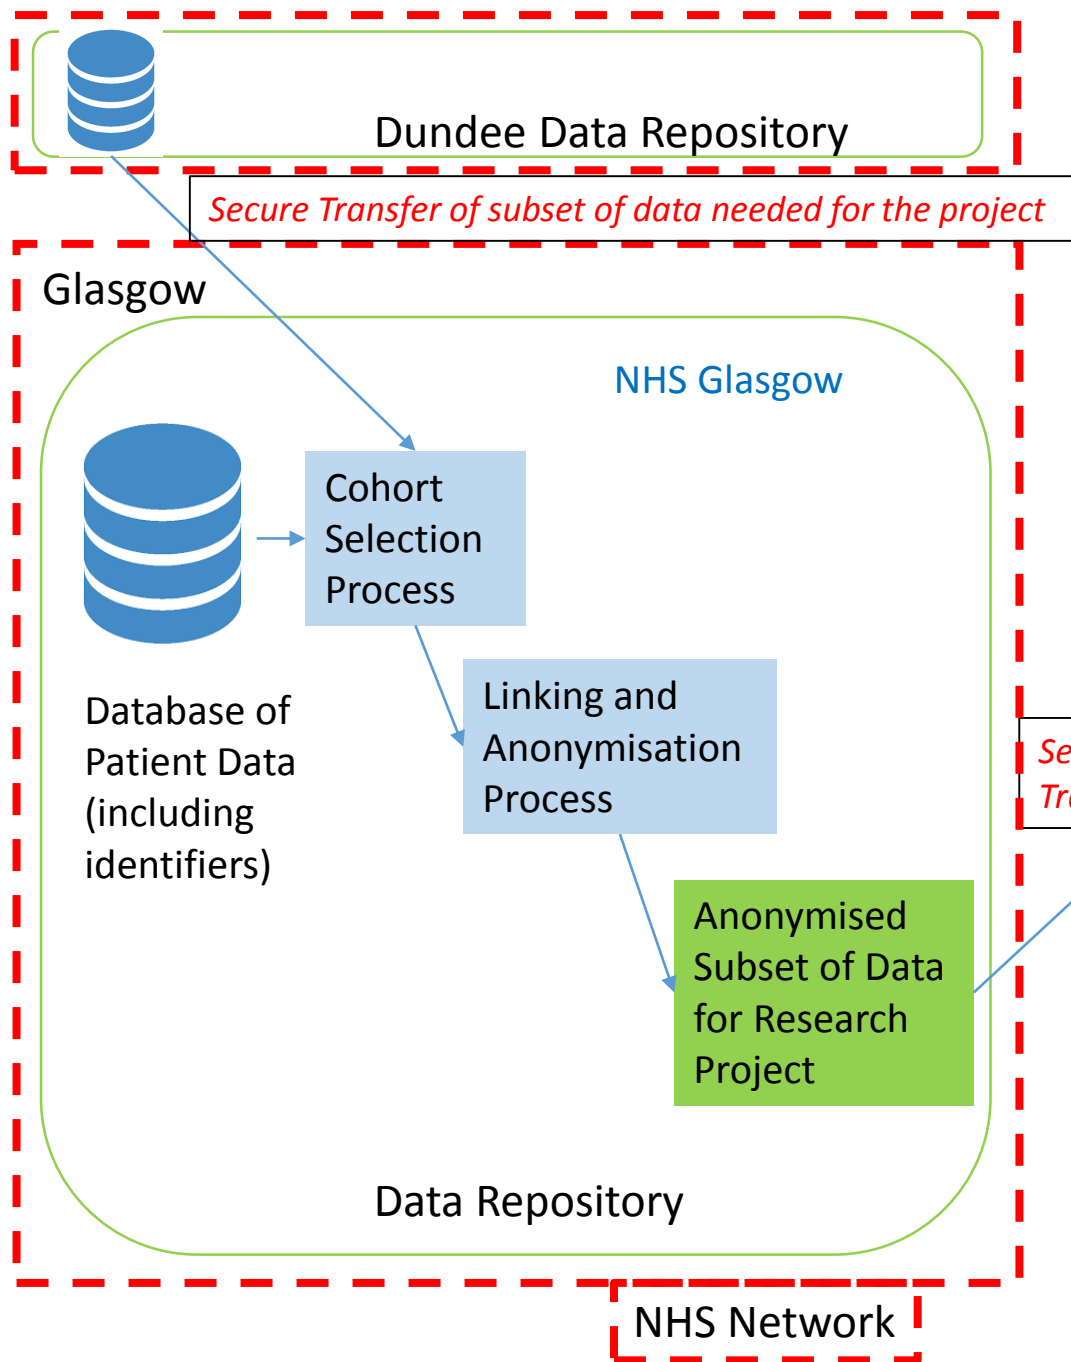 Dundee Data Repository
Secure Transfer of subset of data needed for the project
Glasgow
NHS Glasgow
Cohort
Selection
Process
Database of
Patient Data
(including
identifiers)
Linking and
Anonymisation
Process
Anonymised
Subset of Data
for Research
Project
Data Repository
NHS Network